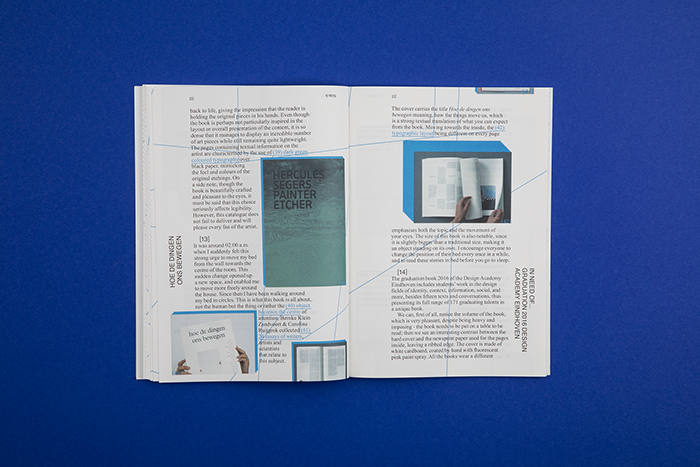 back to life, giving the impression that the reader is
holding the original pieces in his hands. Even though
the book is perhaps not particularly inspired in the
layout or overall presentation of the content, it is so
dense that it manages to display an incredible number
of art pieces while still remaining quite lightweight.
The pages containing textual information on the
artist are characterised by the use of (39) dark green
coloured typography over
black paper, mimicking
the feel and colours of the
original etchings. On
a side note, though the
book is beautifully crafted
and pleasant to the eyes, it
must be said that this choice
seriously affects legibility.
However, this catalogue does
not fail to deliver and will
please every fan of the artist.
HERCULES
SEGERS
PAINTER
ETCHER
HOE DE DINGEN
ONS BEWEGEN
[13]
It was around 02:00 a.m.
when I suddenly felt this
strong urge to move my bed
from the wall towards the
centre of the room. This
sudden change opened up
a new space, and enabled me
to move more freely around
the house. Since then I have been walking around
my bed in circles. This is what this book is all about,
not the human but the thing or rather the (40) object
becomes the centre of
attention. Bernke Klein
Zandvoort & Caroline
Ruijgrok collected (41)
of writers,
artists and
scientists
that relate to
this subject.
hoe de dingen
ons bewegen
The cover carries the title Hoe de dingen ons
bewegen meaning, how the things move us, which
is a strong textual translation of what you can expect
from the book. Moving towards the inside, the (42)
typographic layout being different on every page
emphasises both the topic and the movement of
your eyes. The size of this book is also notable, since
it is slightly bigger than a traditional size, making it
an object standing on its own. I encourage everyone to
change the position of their bed every once in a while,
and to read these stories in bed before you go to sleep.
[14]
IN NEED OF
GRADUATION 2016 DESIGN
ACADEMY EINDHOVEN
The graduation book 2016 of the Design Academy
Eindhoven includes students' work in the design
fields of identity, context, information, social, and
more, besides fifteen texts and conversations, thus
presenting its full range of 171 graduating talents in
a unique book.
We can, first of all, notice the volume of the book,
which is very pleasant, despite being heavy and
imposing - the book needs to be put on a table to be
read; then we see an interesting contrast between the
hard cover and the newsprint paper used for the pages
inside, leaving a ribbed edge. The cover is made of
white cardboard, coated by hand with fluorescent
pink paint spray. All the books wear a different